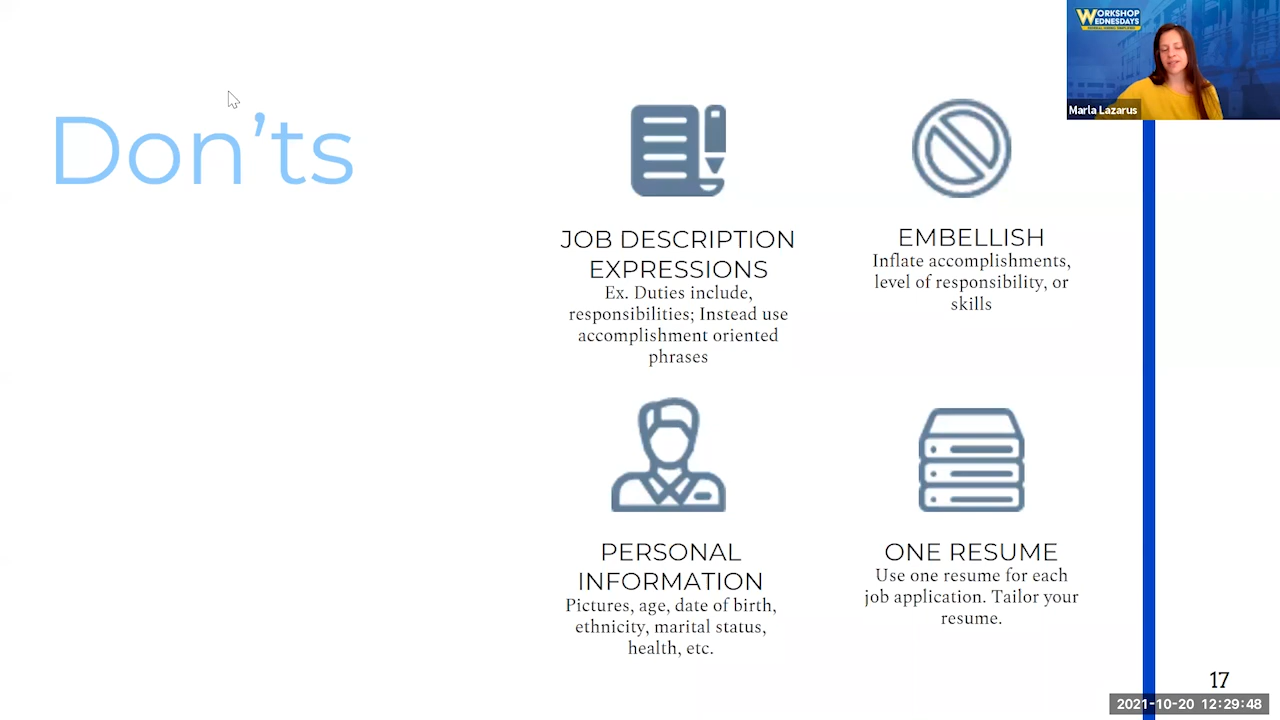 Don'ts
JOB DESCRIPTION
EXPRESSIONS
Ex. Duties include,
responsibilities; Instead use
accomplishment oriented
phrases
EMBELLISH
Inflate accomplishments,
level of responsibility, or
skills
PERSONAL
INFORMATION
Pictures, age, date of birth,
ethnicity, marital status,
health, etc.
ONE RESUME
Use one resume for each
job application. Tailor your
resume.
WORKSHOP
WEDNESDAYS
Marla Lazarus
17
2021-10-20 12:29:48